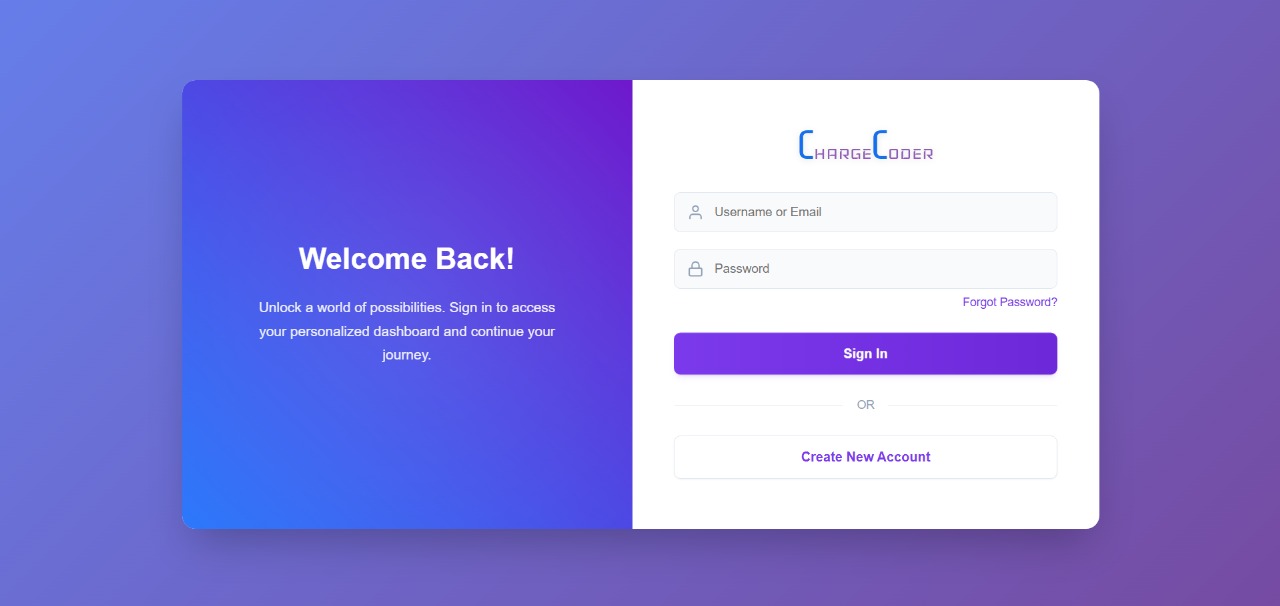 Welcome Back!
Unlock a world of possibilities. Sign in to access
your personalized dashboard and continue your
journey.
ChargeCoder
Username or Email
Password
Forgot Password?
Sign In
OR
Create New Account